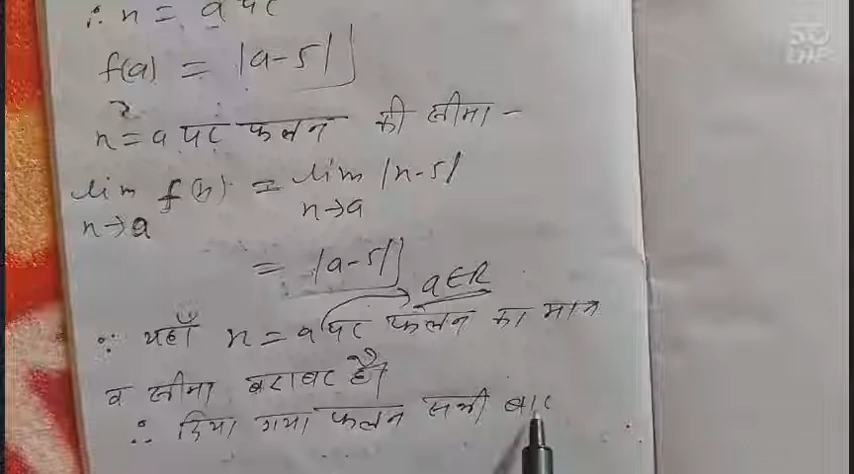 ∴ n = a पर
f(a) = |a-5|
n = a पर फलन की सीमा -
lim f(n) = lim |n-5|
n→a n→a
= |a-5|
a∈R
∵ यहाँ n = a पर फलन का मान
व सीमा बराबर है।
∴ दिया गया फलन सभी बार